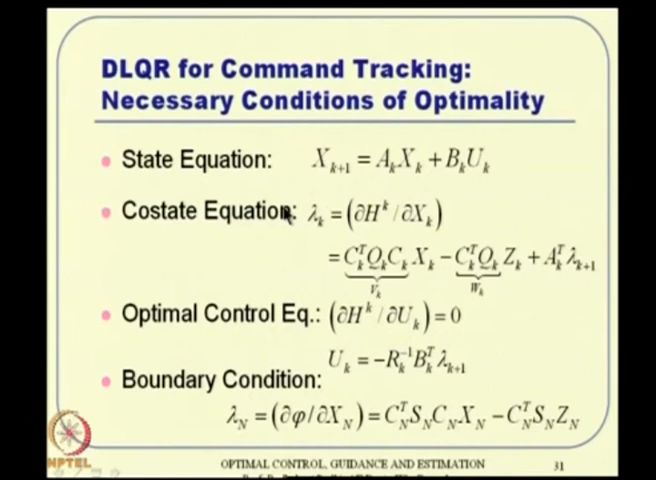 DLQR for Command Tracking:
Necessary Conditions of Optimality
• State Equation: X_{k+1} = A_k X_k + B_k U_k
• Costate Equation: λ_k = (∂H^k / ∂X_k)
= C_k^T Q_k C_k X_k − C_k^T Q_k Z_k + A_k^T λ_{k+1}
V_k W_k
• Optimal Control Eq.: (∂H^k / ∂U_k) = 0
U_k = −R_k^{-1} B_k^T λ_{k+1}
• Boundary Condition:
λ_N = (∂φ / ∂X_N) = C_N^T S_N C_N X_N − C_N^T S_N Z_N
NPTEL
OPTIMAL CONTROL, GUIDANCE AND ESTIMATION 31